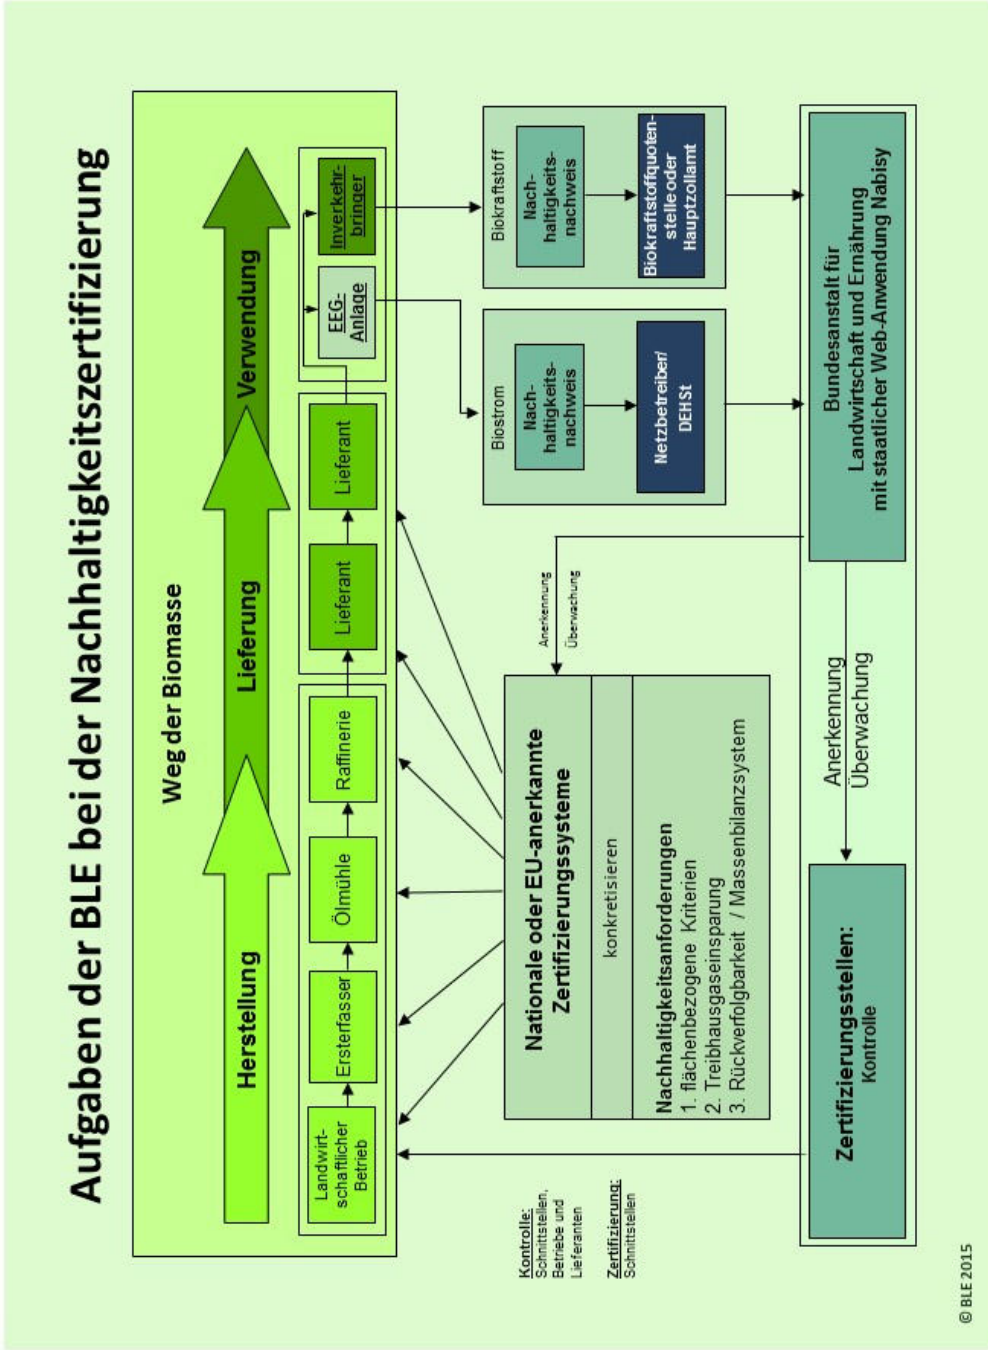 Aufgaben der BLE bei der Nachhaltigkeitszertifizierung
Weg der Biomasse
Herstellung
Lieferung
Verwendung
Landwirt-
schaftlicher
Betrieb
Ersterfasser
Ölmühle
Raffinerie
Lieferant
Lieferant
EEG-
Anlage
Inverkehr-
bringer
Kontrolle:
Schnittstellen,
Betriebe und
Lieferanten
Zertifizierung:
Schnittstellen
Nationale oder EU-anerkannte
Zertifizierungssysteme
konkretisieren
Nachhaltigkeitsanforderungen
1. flächenbezogene Kriterien
2. Treibhausgaseinsparung
3. Rückverfolgbarkeit / Massenbilanzsystem
Anerkennung
Überwachung
Biostrom
Nach-
haltigkeits-
nachweis
Netzbetreiber/
DEHSt
Biokraftstoff
Nach-
haltigkeits-
nachweis
Biokraftstoffquoten-
stelle oder
Hauptzollamt
Zertifizierungsstellen:
Kontrolle
Anerkennung
Überwachung
Bundesanstalt für
Landwirtschaft und Ernährung
mit staatlicher Web-Anwendung Nabisy
© BLE 2015